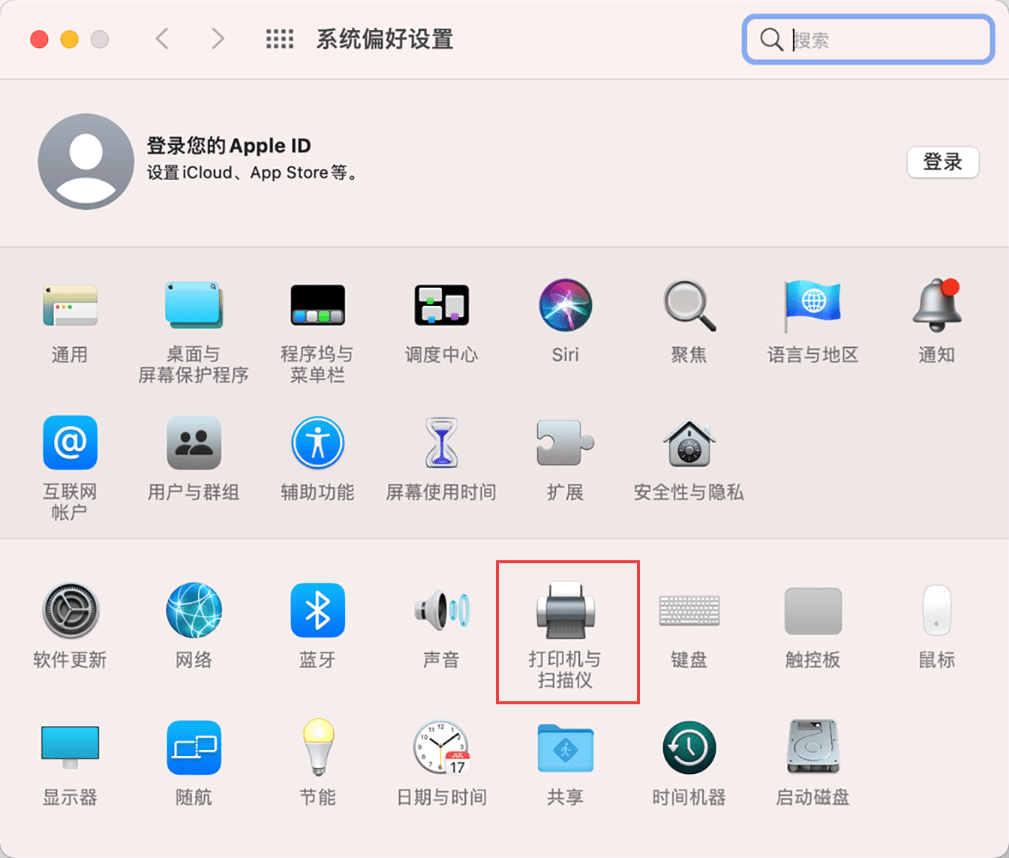 系统偏好设置
搜索
登录您的 Apple ID
设置 iCloud、App Store 等。
登录
通用
桌面与
屏幕保护程序
程序坞与
菜单栏
调度中心
Siri
聚焦
语言与地区
通知
@
互联网
帐户
用户与群组
辅助功能
屏幕使用时间
扩展
安全性与隐私
软件更新
网络
蓝牙
声音
打印机与
扫描仪
键盘
触控板
鼠标
显示器
随航
节能
JUL
17
日期与时间
共享
时间机器
启动磁盘